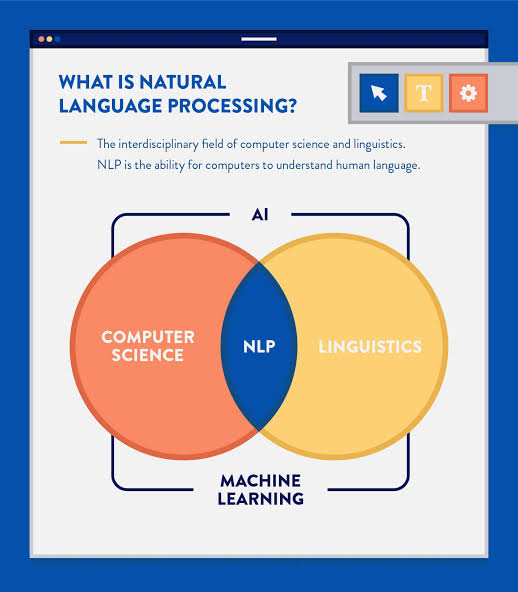 WHAT IS NATURAL
LANGUAGE PROCESSING?
T
The interdisciplinary field of computer science and linguistics.
NLP is the ability for computers to understand human language.
AI
COMPUTER
SCIENCE
NLP
LINGUISTICS
MACHINE
LEARNING